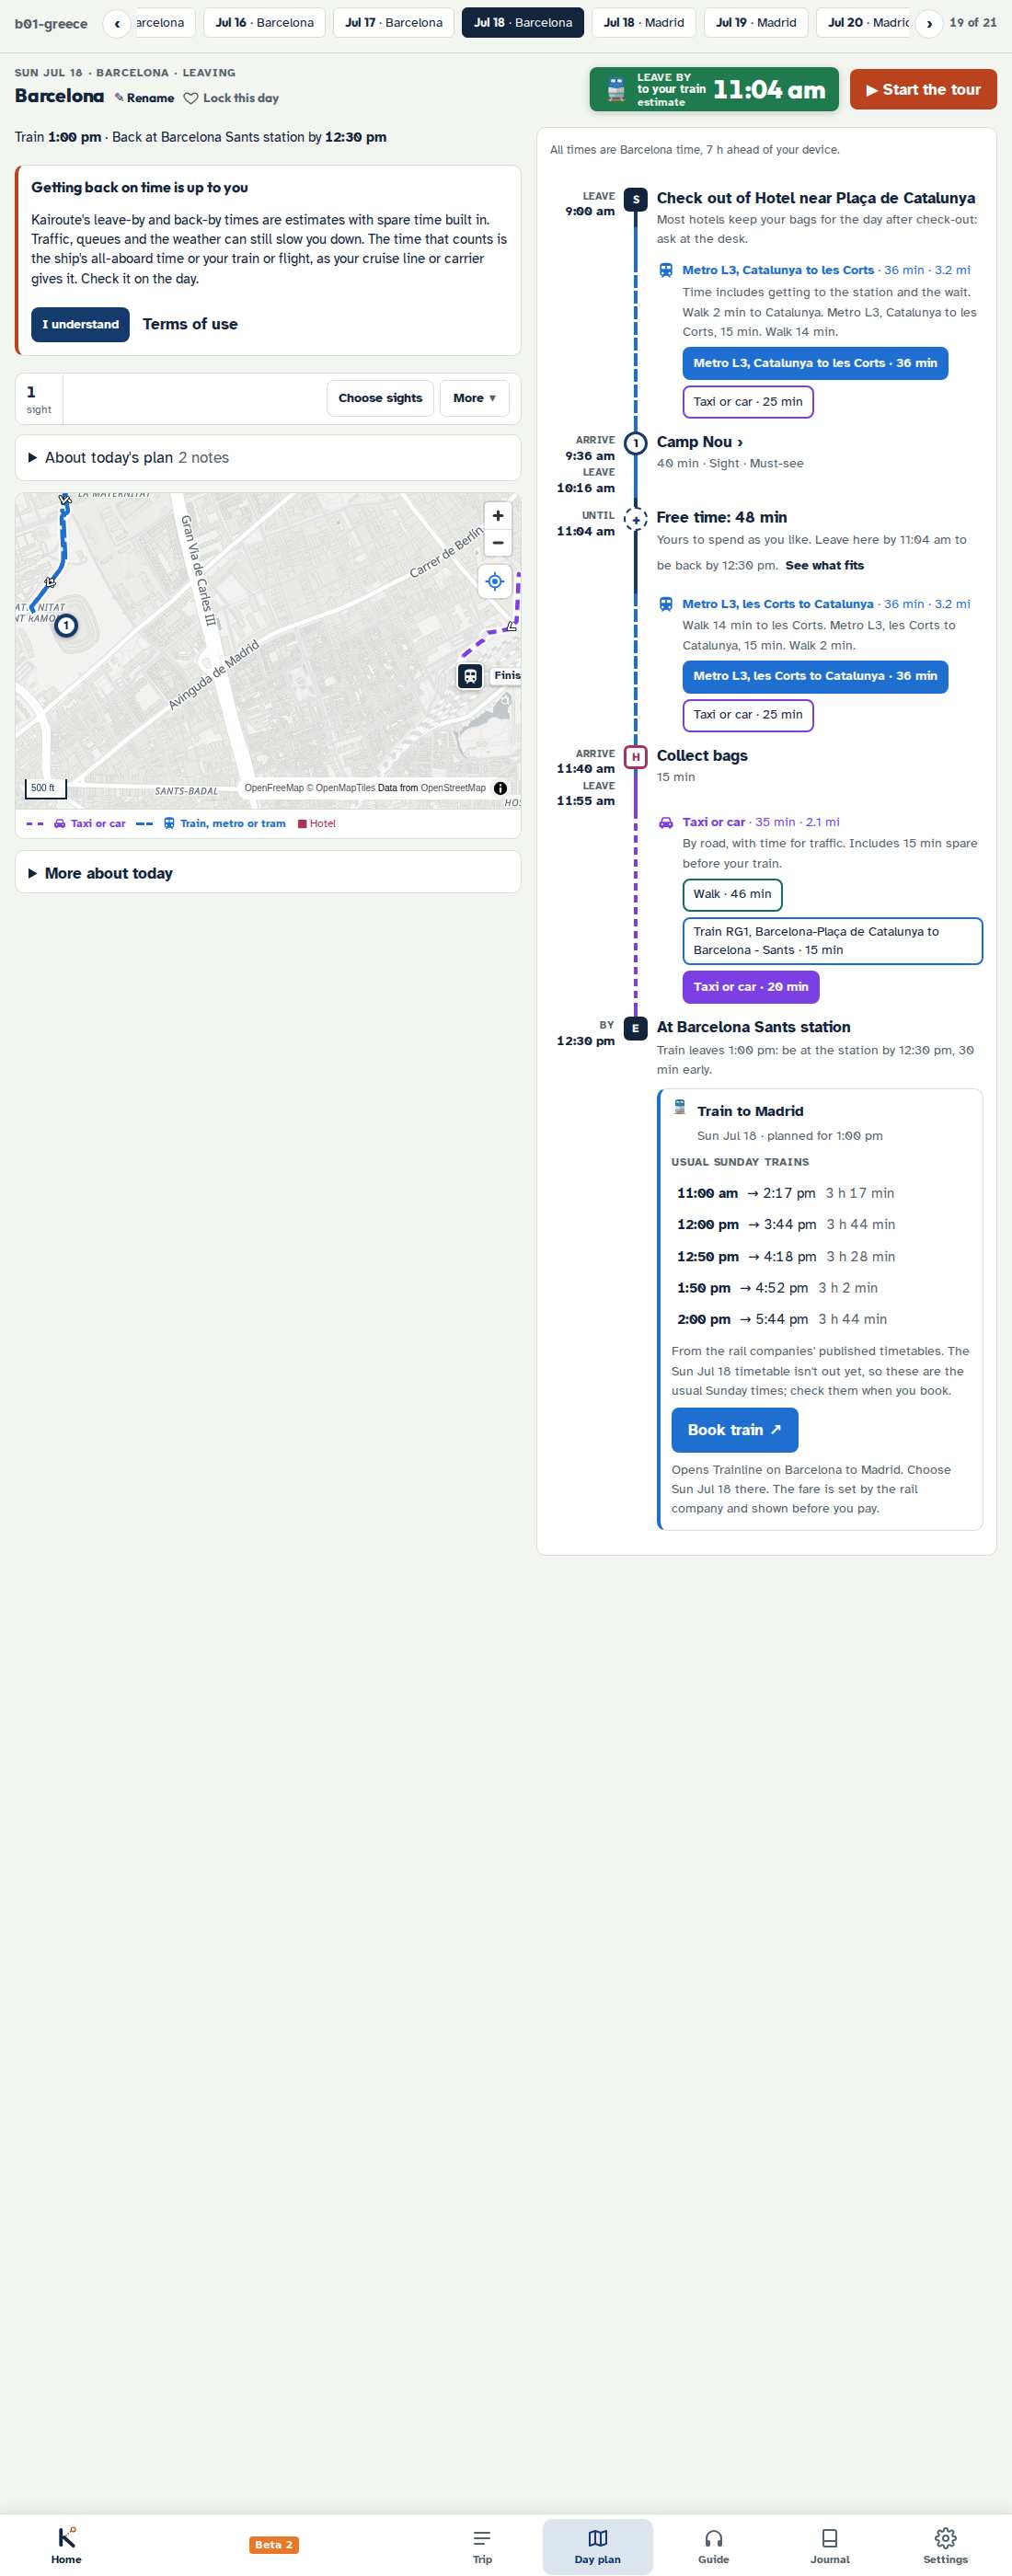 b01-greece
‹
arcelona
Jul 16 · Barcelona
Jul 17 · Barcelona
Jul 18 · Barcelona
Jul 18 · Madrid
Jul 19 · Madrid
Jul 20 · Madric
›
19 of 21
SUN JUL 18 · BARCELONA · LEAVING
Barcelona
✎ Rename
Lock this day
LEAVE BY
to your train
estimate
11:04 am
▶ Start the tour
Train 1:00 pm · Back at Barcelona Sants station by 12:30 pm
Getting back on time is up to you
Kairoute's leave-by and back-by times are estimates with spare time built in.
Traffic, queues and the weather can still slow you down. The time that counts is
the ship's all-aboard time or your train or flight, as your cruise line or carrier
gives it. Check it on the day.
I understand
Terms of use
1
sight
Choose sights
More ▼
▶ About today's plan 2 notes
LA MATERNITAT
Gran Via de Carles III
Carrer de Berlín
NT RAMO
1
Avinguda de Madrid
Finis
500 ft
SANTS-BADAL
OpenFreeMap © OpenMapTiles Data from OpenStreetMap
HOS
Taxi or car
Train, metro or tram
Hotel
▶ More about today
All times are Barcelona time, 7 h ahead of your device.
LEAVE
9:00 am
S
Check out of Hotel near Plaça de Catalunya
Most hotels keep your bags for the day after check-out:
ask at the desk.
Metro L3, Catalunya to les Corts · 36 min · 3.2 mi
Time includes getting to the station and the wait.
Walk 2 min to Catalunya. Metro L3, Catalunya to les
Corts, 15 min. Walk 14 min.
Metro L3, Catalunya to les Corts · 36 min
Taxi or car · 25 min
ARRIVE
9:36 am
LEAVE
10:16 am
1
Camp Nou ›
40 min · Sight · Must-see
UNTIL
11:04 am
+
Free time: 48 min
Yours to spend as you like. Leave here by 11:04 am to
be back by 12:30 pm. See what fits
Metro L3, les Corts to Catalunya · 36 min · 3.2 mi
Walk 14 min to les Corts. Metro L3, les Corts to
Catalunya, 15 min. Walk 2 min.
Metro L3, les Corts to Catalunya · 36 min
Taxi or car · 25 min
ARRIVE
11:40 am
LEAVE
11:55 am
H
Collect bags
15 min
Taxi or car · 35 min · 2.1 mi
By road, with time for traffic. Includes 15 min spare
before your train.
Walk · 46 min
Train RG1, Barcelona-Plaça de Catalunya to
Barcelona - Sants · 15 min
Taxi or car · 20 min
BY
12:30 pm
E
At Barcelona Sants station
Train leaves 1:00 pm: be at the station by 12:30 pm, 30
min early.
Train to Madrid
Sun Jul 18 · planned for 1:00 pm
USUAL SUNDAY TRAINS
11:00 am → 2:17 pm 3 h 17 min
12:00 pm → 3:44 pm 3 h 44 min
12:50 pm → 4:18 pm 3 h 28 min
1:50 pm → 4:52 pm 3 h 2 min
2:00 pm → 5:44 pm 3 h 44 min
From the rail companies' published timetables. The
Sun Jul 18 timetable isn't out yet, so these are the
usual Sunday times; check them when you book.
Book train ↗
Opens Trainline on Barcelona to Madrid. Choose
Sun Jul 18 there. The fare is set by the rail
company and shown before you pay.
Home
Beta 2
Trip
Day plan
Guide
Journal
Settings